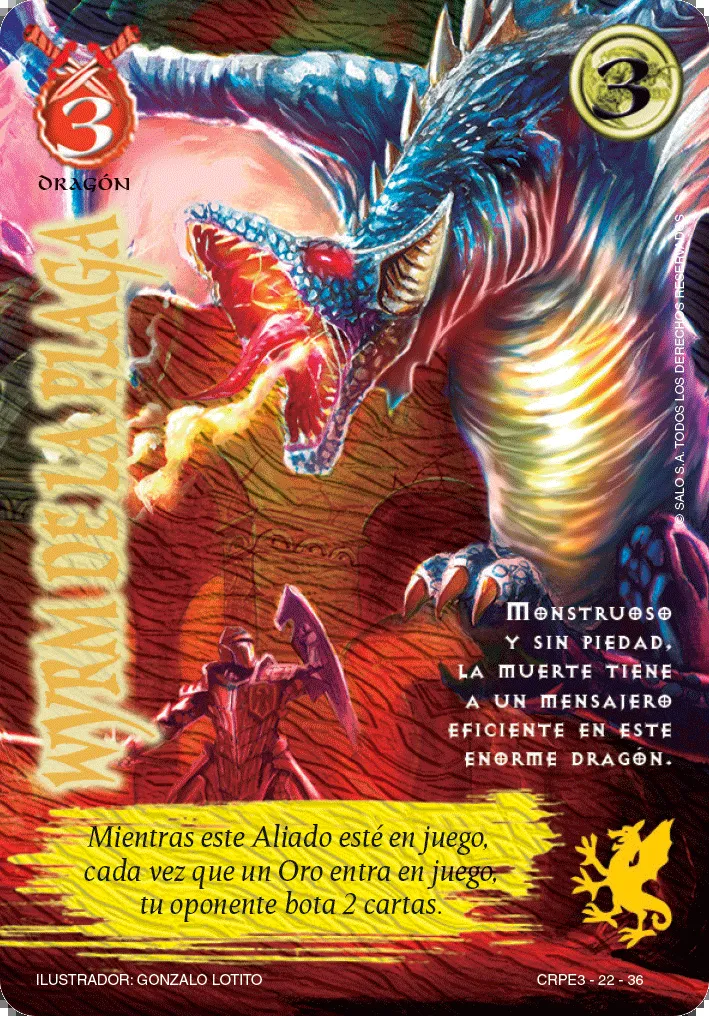 3
3
DRAGÓN
WYRM DE LA PLAGA
© SALO S.A. TODOS LOS DERECHOS RESERVADOS
MONSTRUOSO
Y SIN PIEDAD,
LA MUERTE TIENE
A UN MENSAJERO
EFICIENTE EN ESTE
ENORME DRAGÓN.
Mientras este Aliado esté en juego,
cada vez que un Oro entra en juego,
tu oponente bota 2 cartas.
ILUSTRADOR: GONZALO LOTITO
CRPE3 - 22 - 36